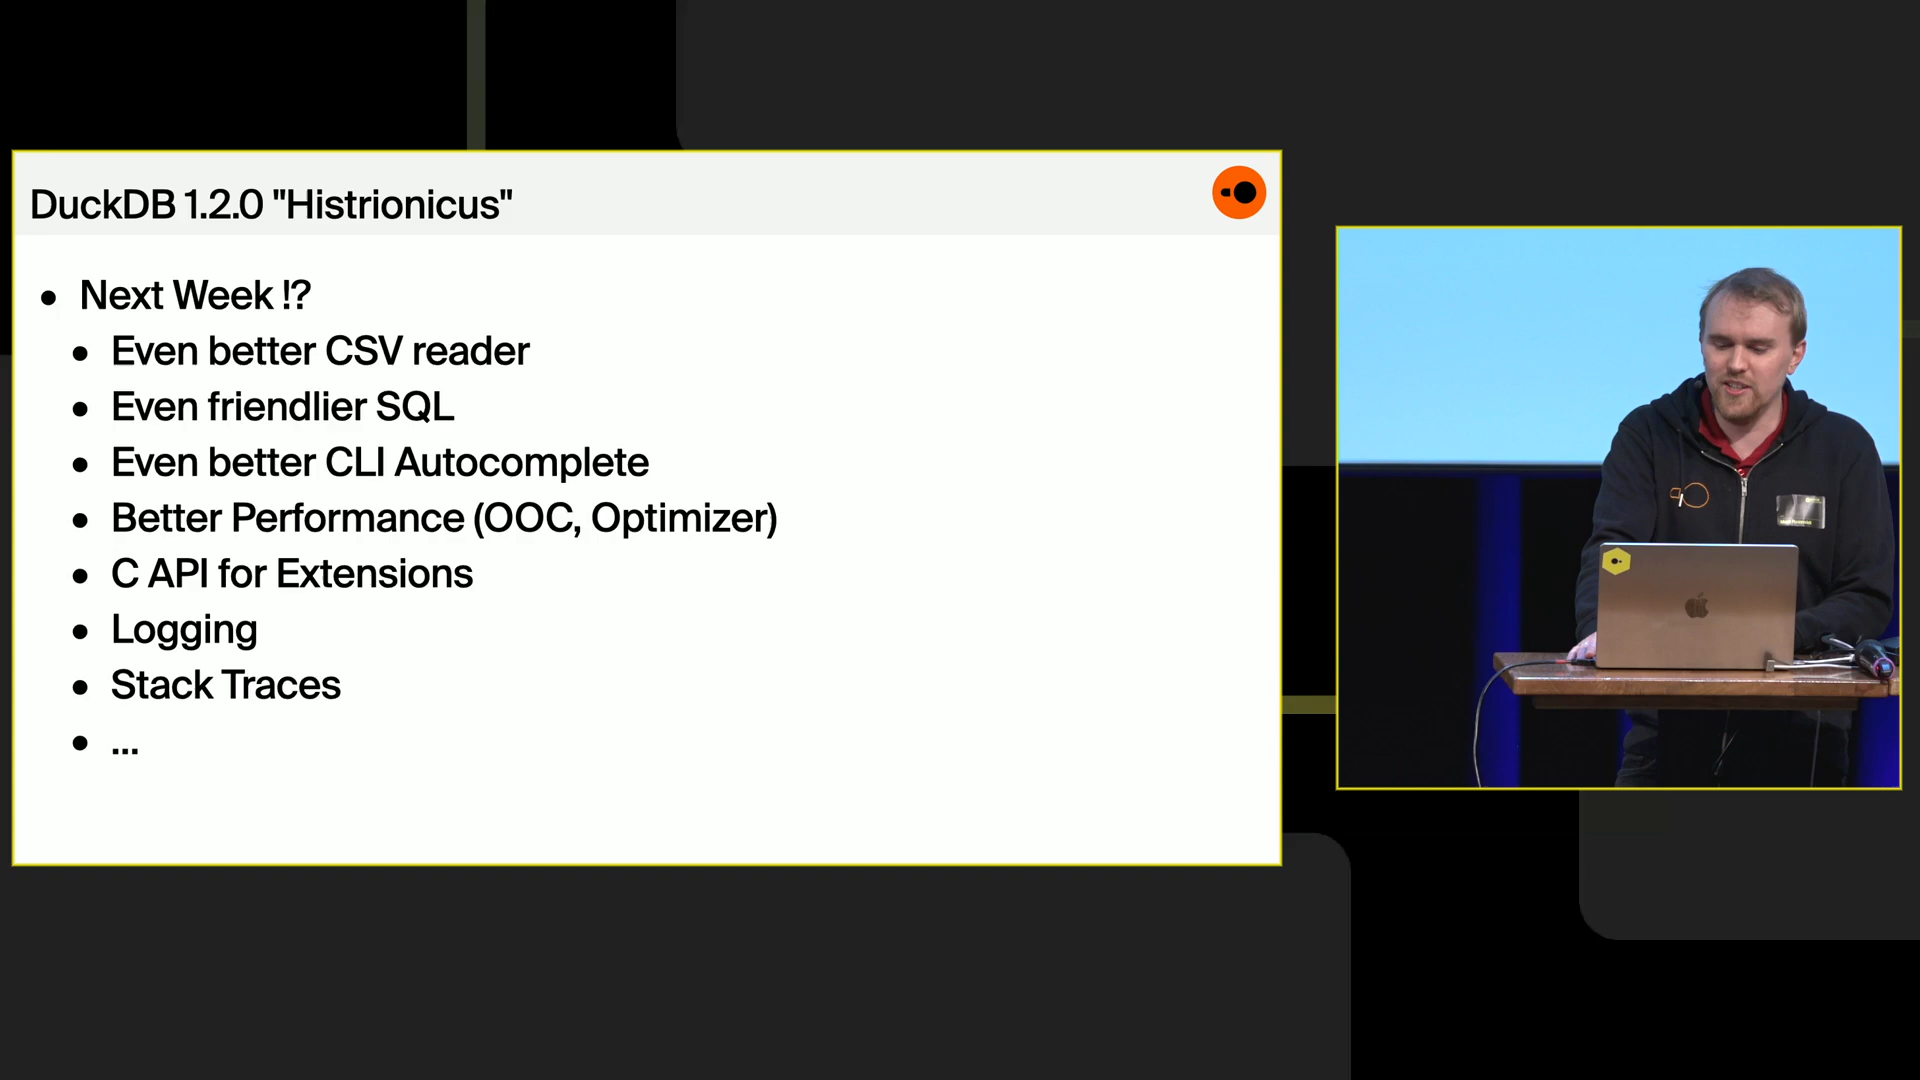 DuckDB 1.2.0 "Histrionicus"
• Next Week !?
• Even better CSV reader
• Even friendlier SQL
• Even better CLI Autocomplete
• Better Performance (OOC, Optimizer)
• C API for Extensions
• Logging
• Stack Traces
• ...